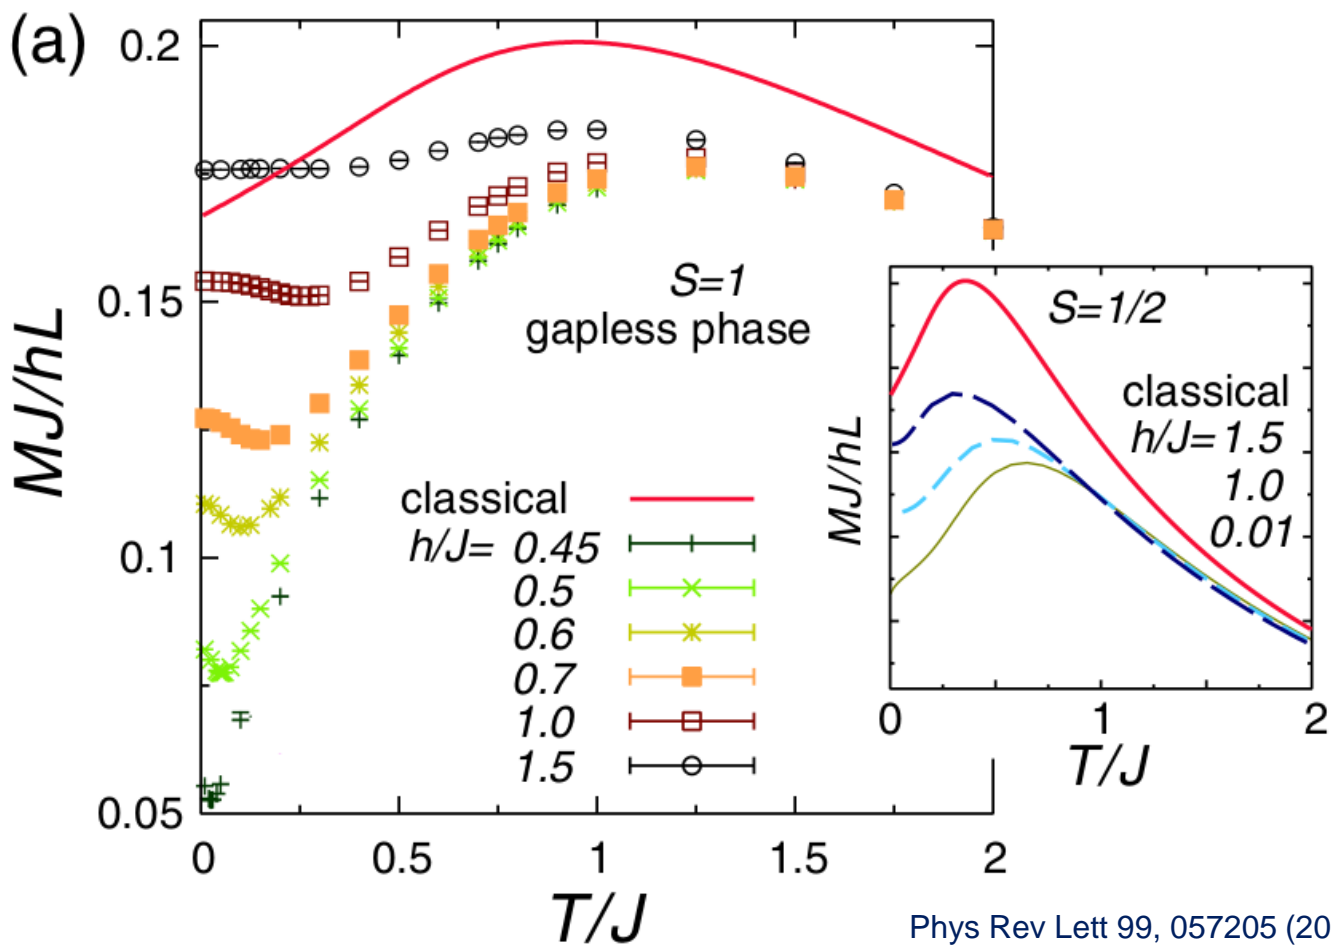 (a)
0.2
0.15
0.1
0.05
MJ/hL
S=1
gapless phase
classical
h/J= 0.45
0.5
0.6
0.7
1.0
1.5
0 0.5 1 1.5 2
T/J
S=1/2
classical
h/J=1.5
1.0
0.01
MJ/hL
0 1 2
T/J
Phys Rev Lett 99, 057205 (20